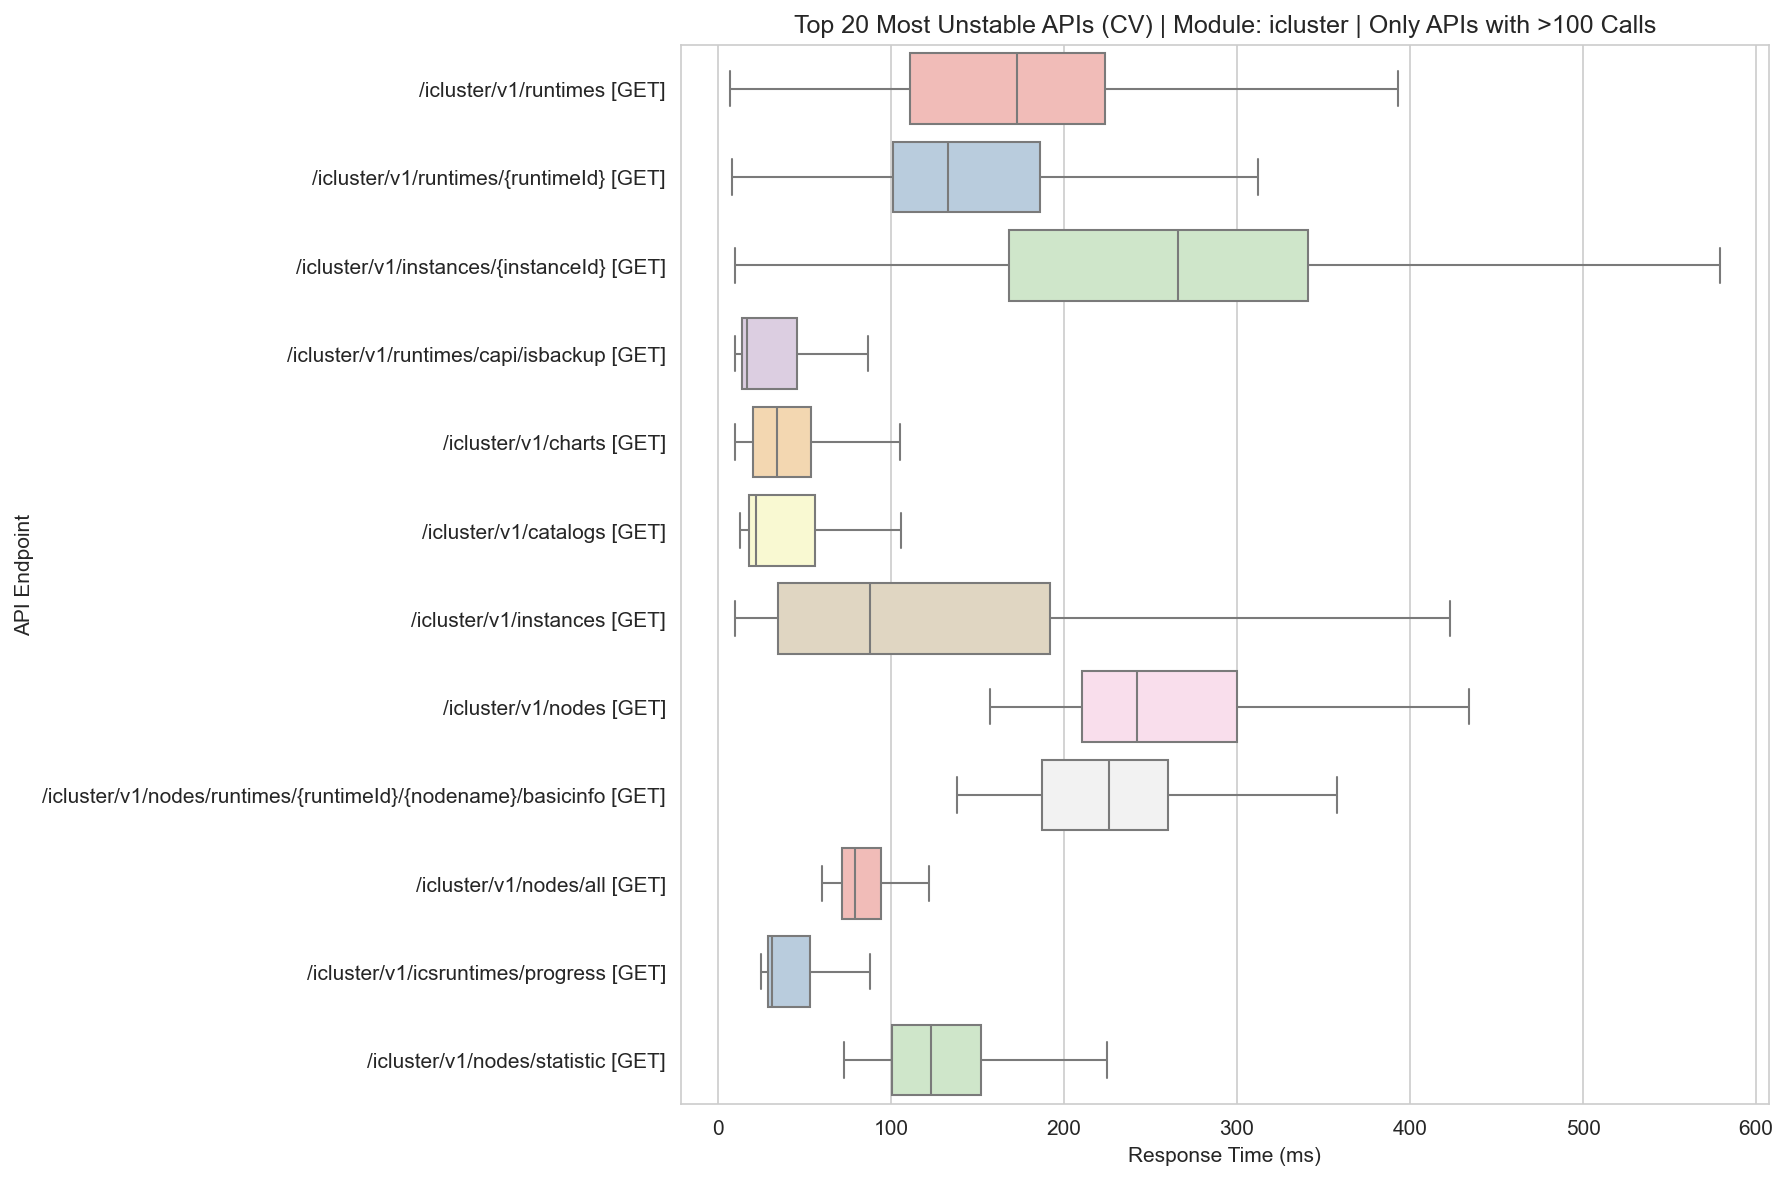 Top 20 Most Unstable APIs (CV) | Module: icluster | Only APIs with >100 Calls
API Endpoint
/icluster/v1/runtimes [GET]
/icluster/v1/runtimes/{runtimeId} [GET]
/icluster/v1/instances/{instanceId} [GET]
/icluster/v1/runtimes/capi/isbackup [GET]
/icluster/v1/charts [GET]
/icluster/v1/catalogs [GET]
/icluster/v1/instances [GET]
/icluster/v1/nodes [GET]
/icluster/v1/nodes/runtimes/{runtimeId}/{nodename}/basicinfo [GET]
/icluster/v1/nodes/all [GET]
/icluster/v1/icsruntimes/progress [GET]
/icluster/v1/nodes/statistic [GET]
0 100 200 300 400 500 600
Response Time (ms)